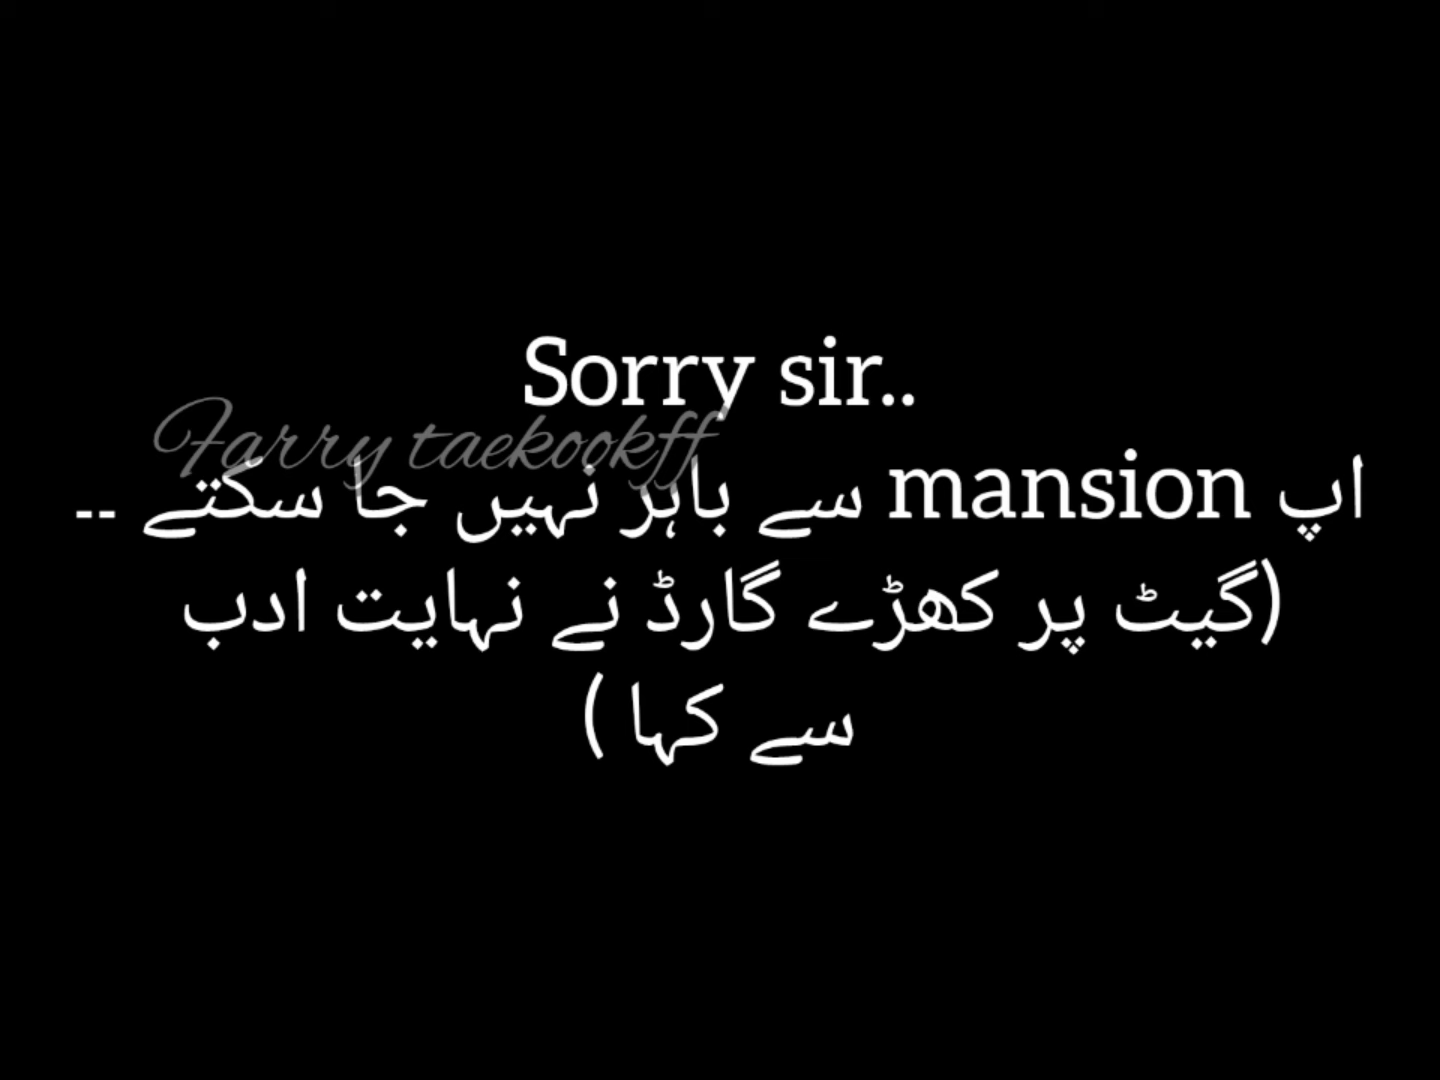 Sorry sir..
Farry taekookff
اپ mansion سے باہر نہیں جا سکتے --
(گیٹ پر کھڑے گارڈ نے نہایت ادب
سے کہا )